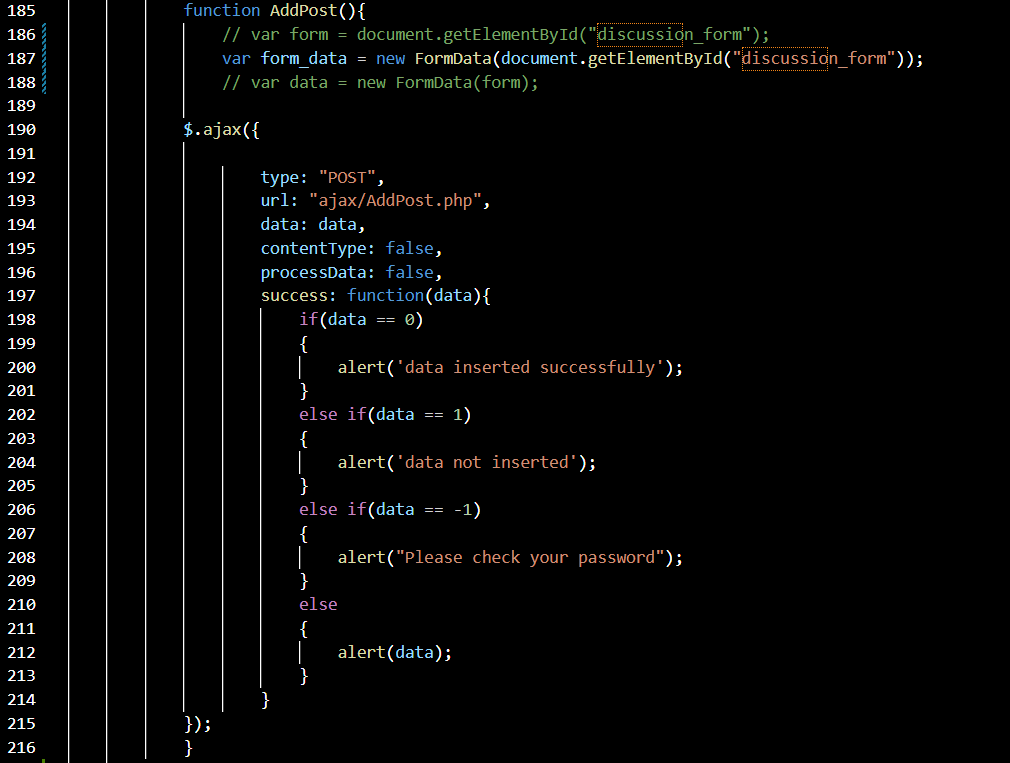 185 function AddPost(){
186 // var form = document.getElementById("discussion_form");
187 var form_data = new FormData(document.getElementById("discussion_form"));
188 // var data = new FormData(form);
189
190 $.ajax({
191
192 type: "POST",
193 url: "ajax/AddPost.php",
194 data: data,
195 contentType: false,
196 processData: false,
197 success: function(data){
198 if(data == 0)
199 {
200 alert('data inserted successfully');
201 }
202 else if(data == 1)
203 {
204 alert('data not inserted');
205 }
206 else if(data == -1)
207 {
208 alert("Please check your password");
209 }
210 else
211 {
212 alert(data);
213 }
214 }
215 });
216 }